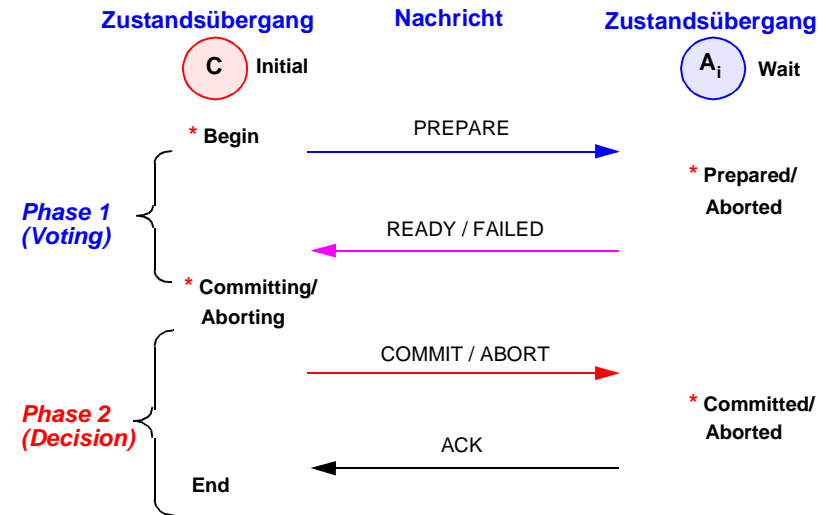 Zustandsübergang Nachricht Zustandsübergang
C Initial Ai Wait
* Begin PREPARE
* Prepared/
Aborted
Phase 1
(Voting)
READY / FAILED
* Committing/
Aborting
COMMIT / ABORT
Phase 2
(Decision)
* Committed/
Aborted
ACK
End